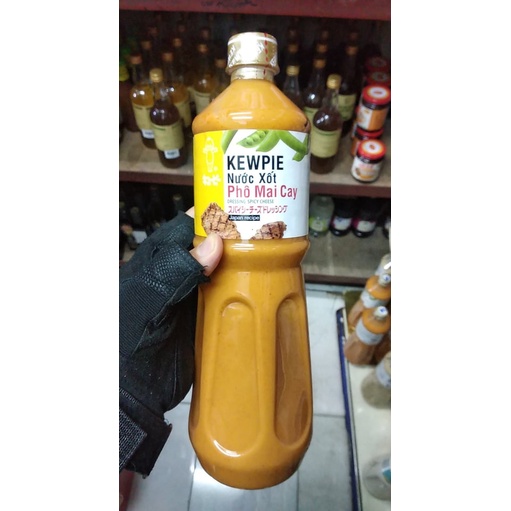 KEWPIE
Nước Xốt
Phô Mai Cay
DRESSING SPICY CHEESE
スパイシーチーズドレッシング
Japan recipe